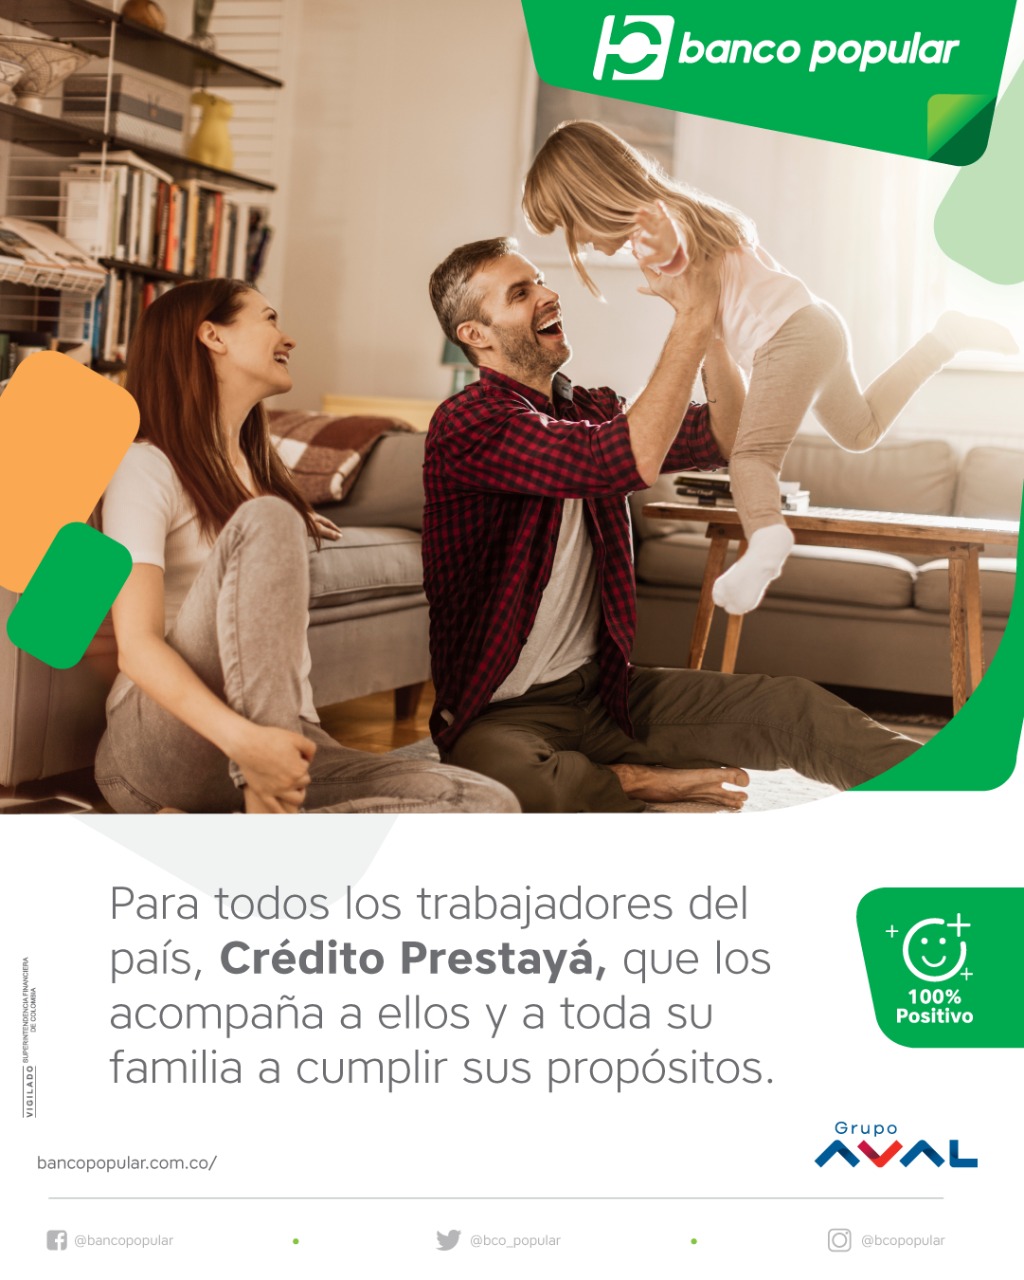 banco popular
Para todos los trabajadores del
país, Crédito Prestayá, que los
acompaña a ellos y a toda su
familia a cumplir sus propósitos.
100%
Positivo
VIGILADO
SUPERINTENDENCIA FINANCIERA
DE COLOMBIA
Grupo
AVAL
bancopopular.com.co/
@bancopopular
@bco_popular
@bcopopular